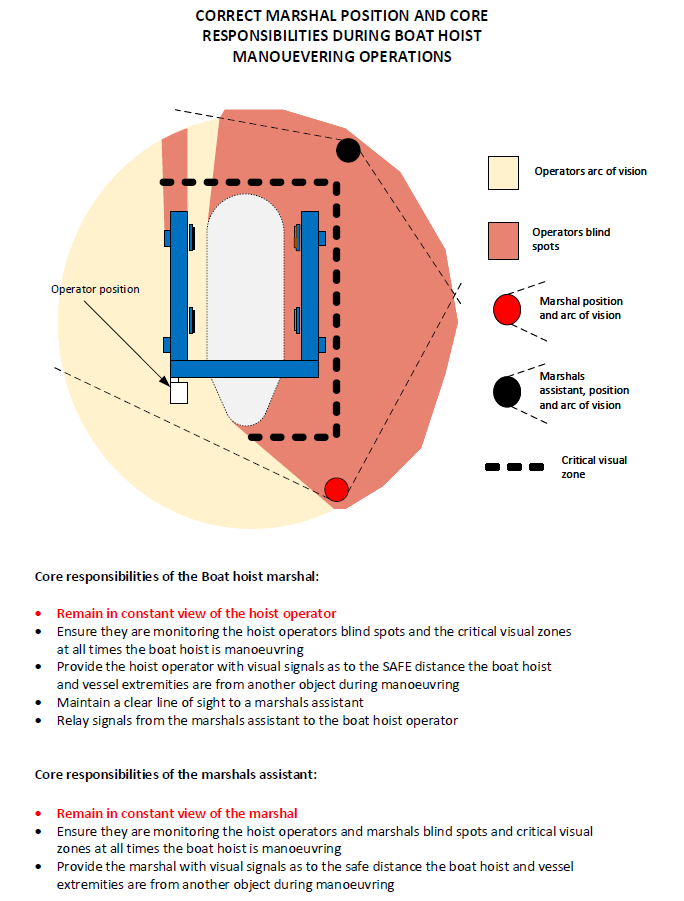 CORRECT MARSHAL POSITION AND CORE
RESPONSIBILITIES DURING BOAT HOIST
MANOUEVERING OPERATIONS
Operators arc of vision
Operators blind
spots
Operator position
Marshal position
and arc of vision
Marshals
assistant, position
and arc of vision
Critical visual
zone
Core responsibilities of the Boat hoist marshal:
• Remain in constant view of the hoist operator
• Ensure they are monitoring the hoist operators blind spots and the critical visual zones
at all times the boat hoist is manoeuvring
• Provide the hoist operator with visual signals as to the SAFE distance the boat hoist
and vessel extremities are from another object during manoeuvring
• Maintain a clear line of sight to a marshals assistant
• Relay signals from the marshals assistant to the boat hoist operator
Core responsibilities of the marshals assistant:
• Remain in constant view of the marshal
• Ensure they are monitoring the hoist operators and marshals blind spots and critical visual
zones at all times the boat hoist is manoeuvring
• Provide the marshal with visual signals as to the safe distance the boat hoist and vessel
extremities are from another object during manoeuvring